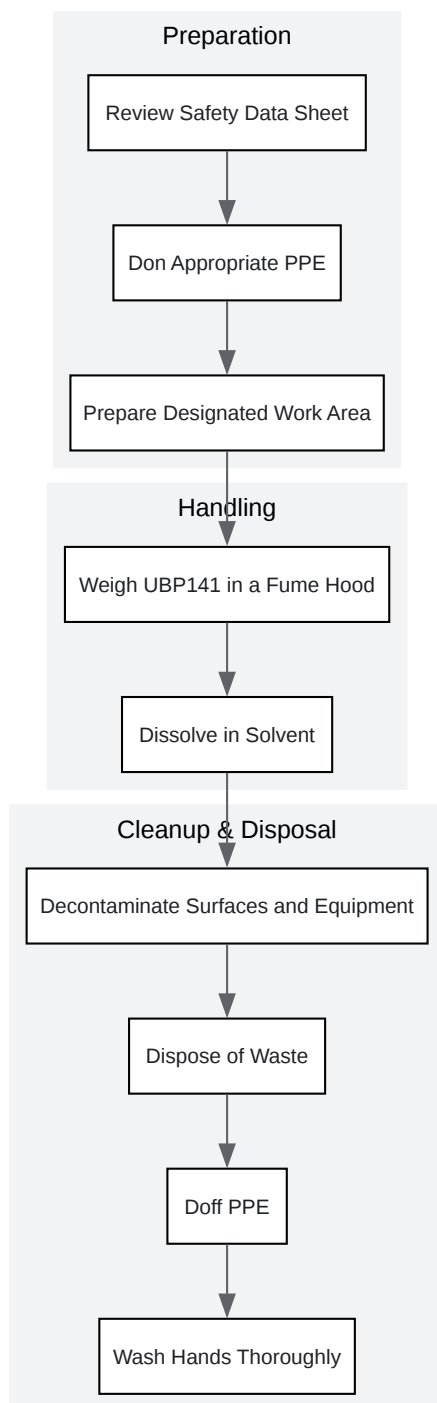 Preparation
Review Safety Data Sheet
Don Appropriate PPE
Prepare Designated Work Area
Handling
Weigh UBP141 in a Fume Hood
Dissolve in Solvent
Cleanup & Disposal
Decontaminate Surfaces and Equipment
Dispose of Waste
Doff PPE
Wash Hands Thoroughly